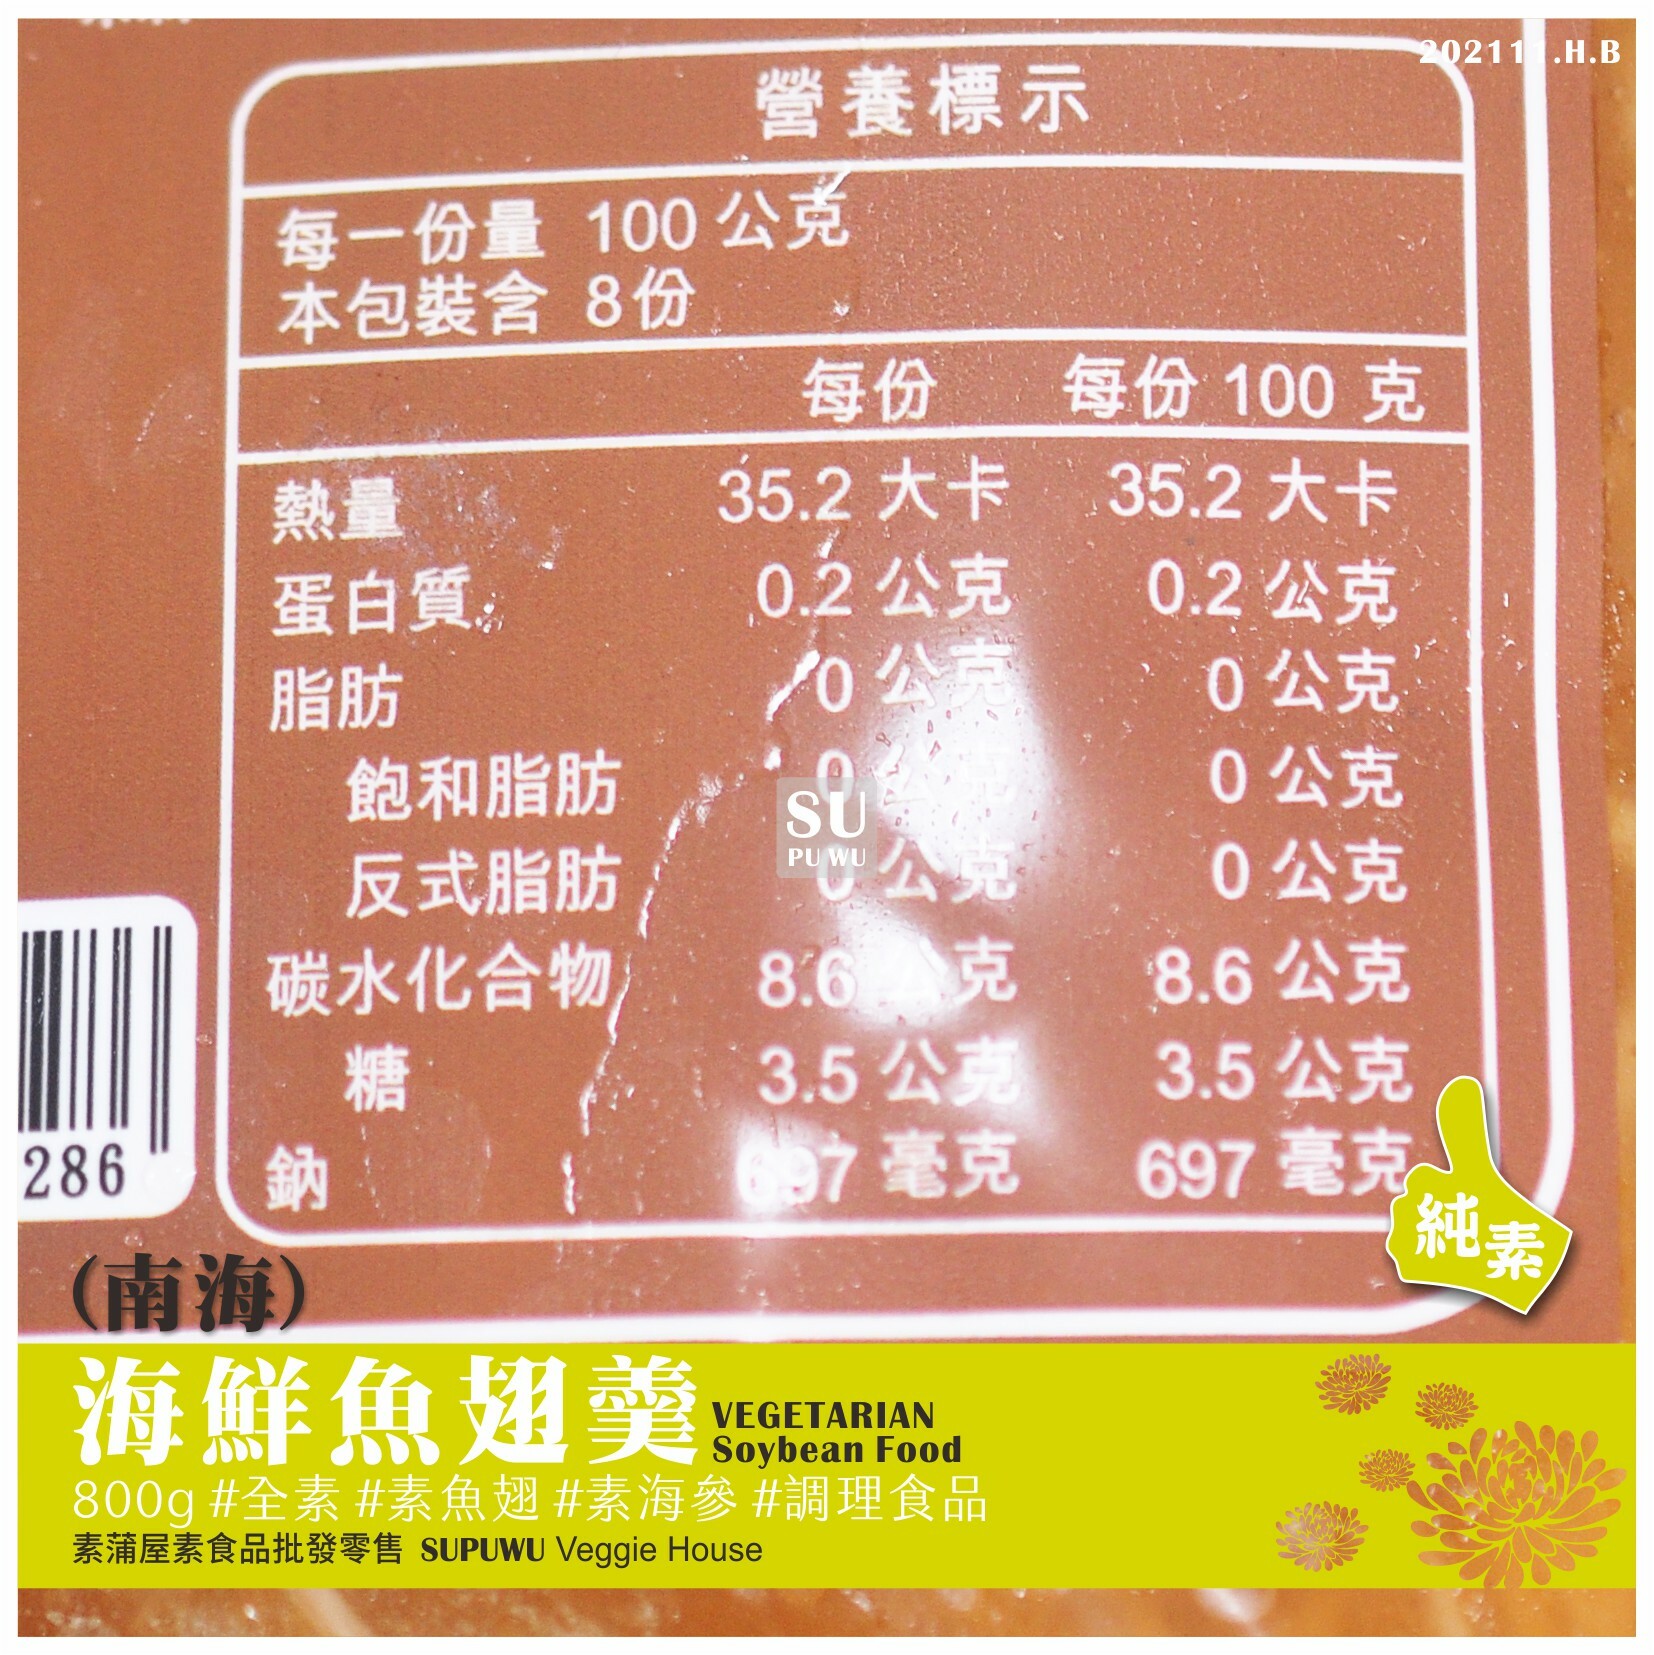 202111.H.B
營養標示
每一份量 100公克
本包裝含 8份
每份 每份 100 克
熱量 35.2 大卡 35.2 大卡
蛋白質 0.2 公克 0.2 公克
脂肪 0 公克 0 公克
飽和脂肪 0 公克 0 公克
反式脂肪 0 公克 0 公克
碳水化合物 8.6 公克 8.6 公克
糖 3.5 公克 3.5 公克
鈉 697 毫克 697 毫克
SU
PU WU
286
純素
(南海)
海鮮魚翅羹
VEGETARIAN
Soybean Food
800g #全素 #素魚翅 #素海參 #調理食品
素蒲屋素食品批發零售 SUPUWU Veggie House